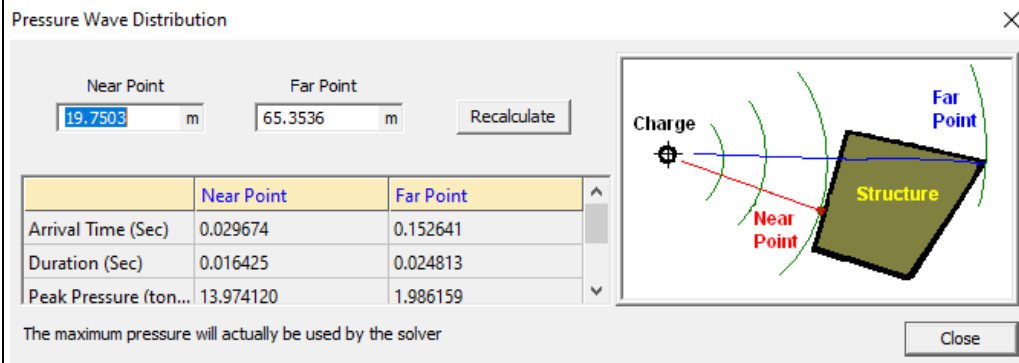 Pressure Wave Distribution
Near Point Far Point
19.7503 m 65.3536 m Recalculate
Near Point Far Point
Arrival Time (Sec) 0.029674 0.152641
Duration (Sec) 0.016425 0.024813
Peak Pressure (ton... 13.974120 1.986159
The maximum pressure will actually be used by the solver
Charge
Far
Point
Structure
Near
Point
Close